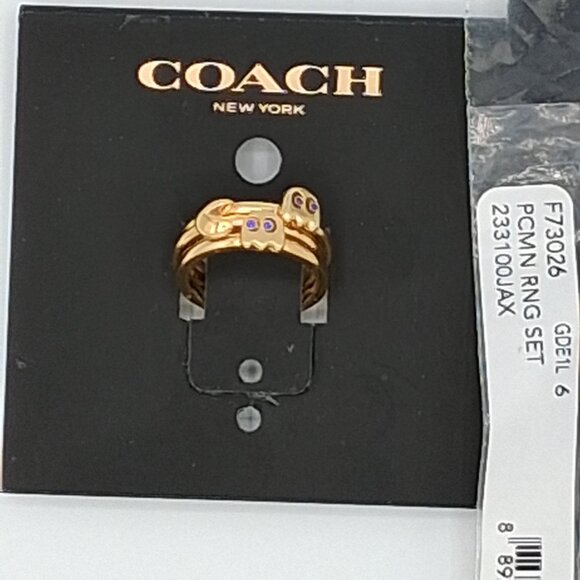 COACH
NEW YORK
F73026 GDE1L 6
PCMN RNG SET
233100JAX
8 89